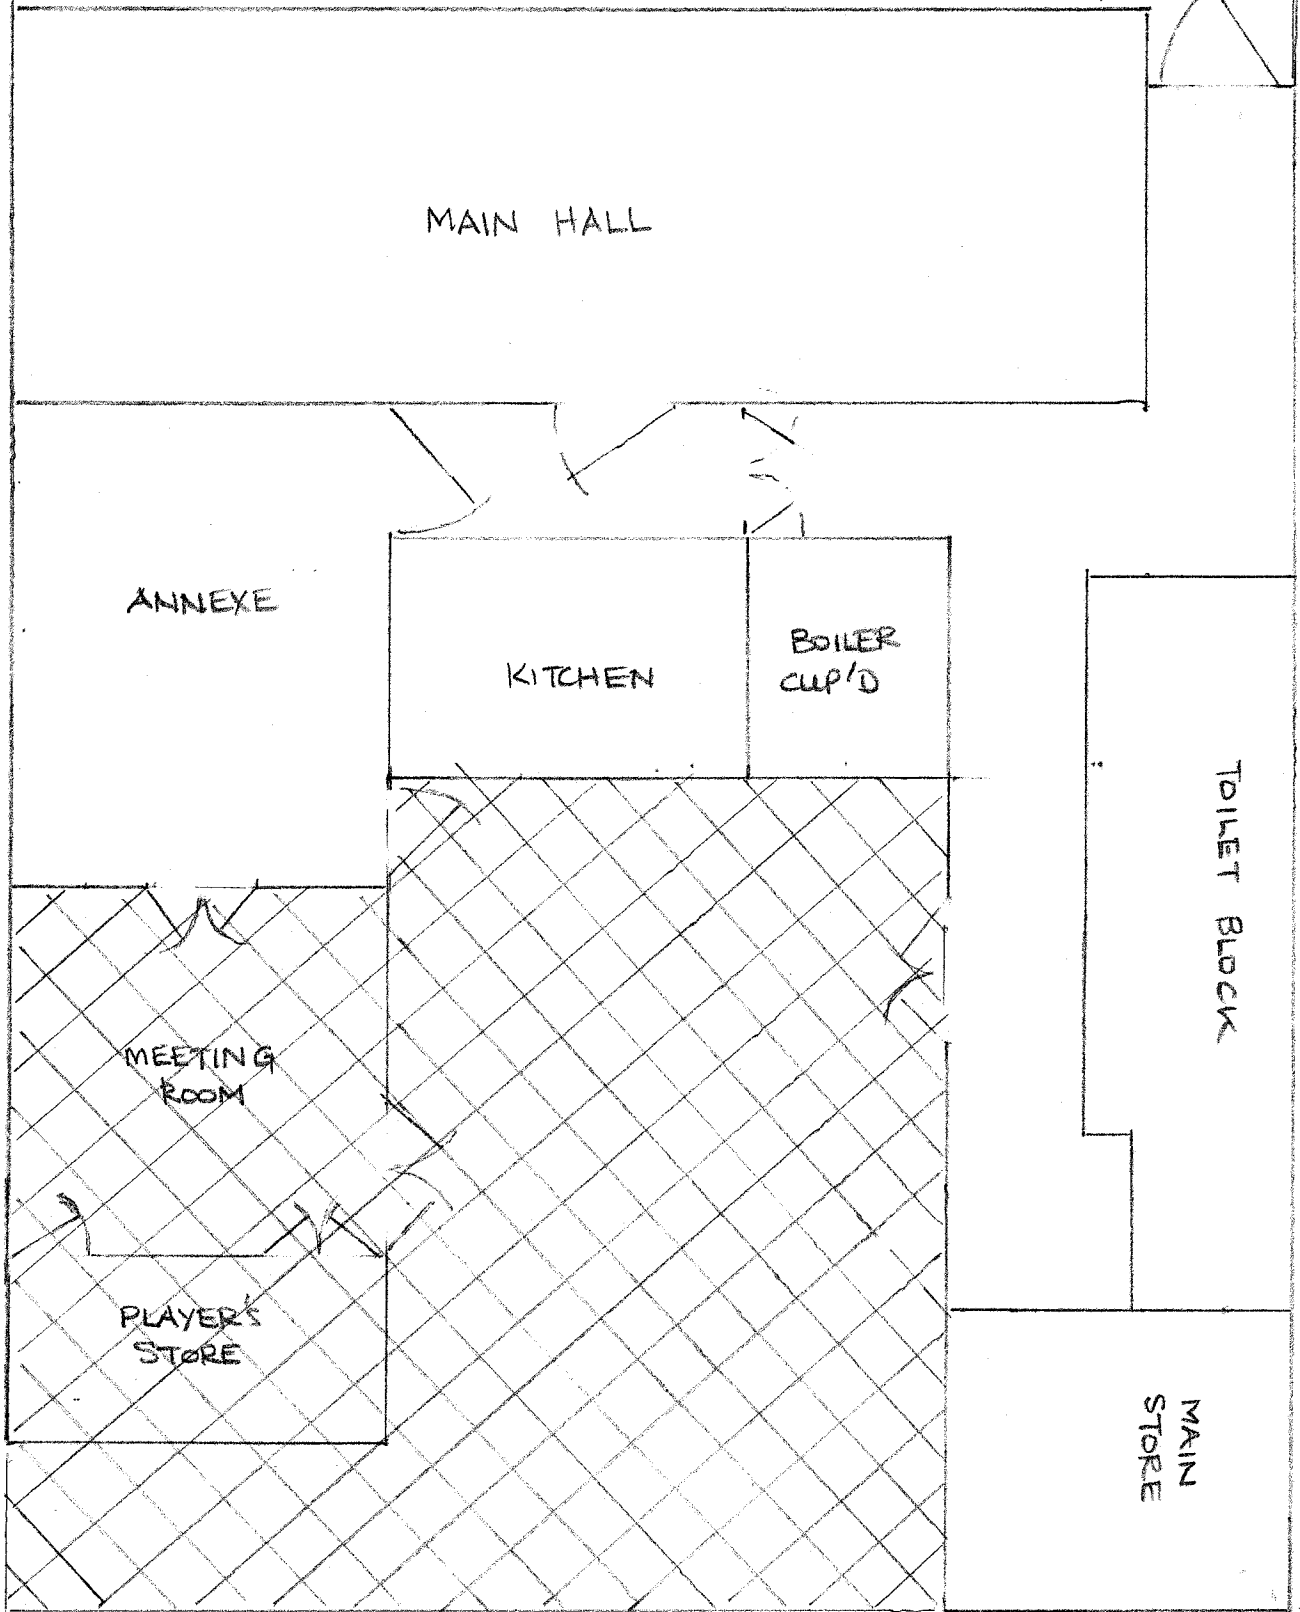 MAIN HALL
ANNEXE
KITCHEN
BOILER
CUP'D
TOILET BLOCK
MEETING
ROOM
PLAYER'S
STORE
MAIN
STORE